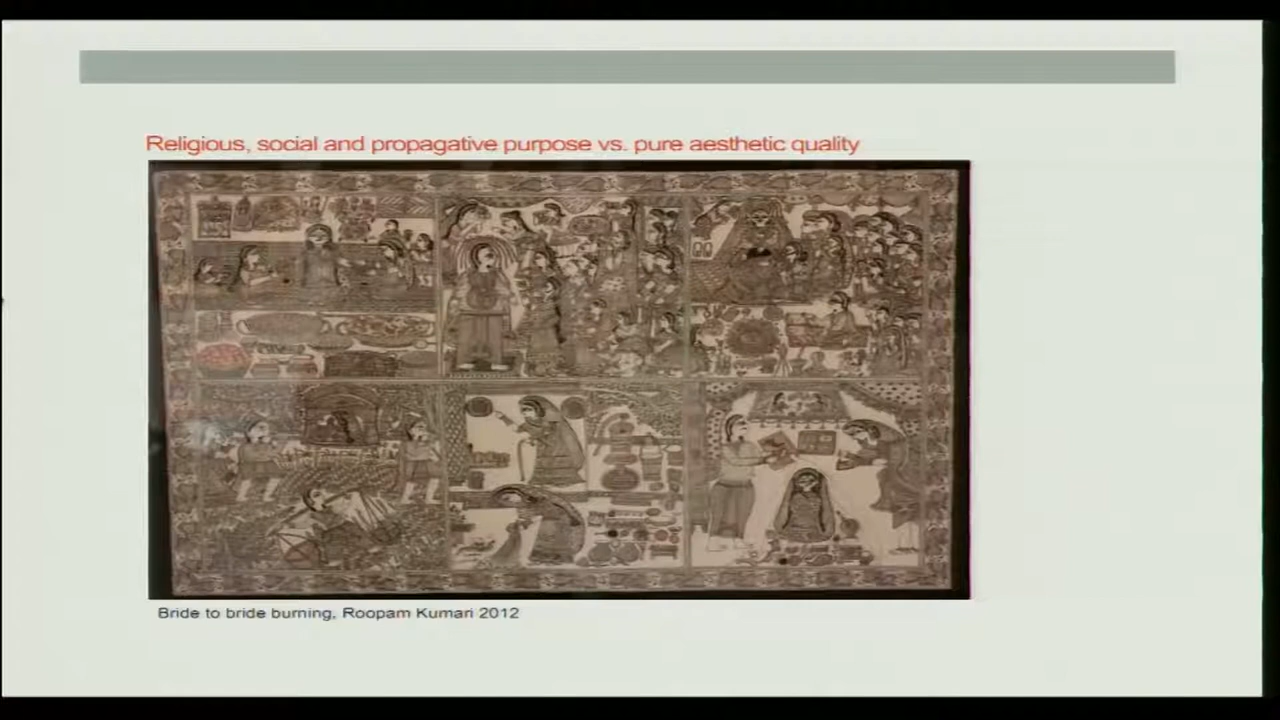 Religious, social and propagative purpose vs. pure aesthetic quality
Bride to bride burning, Roopam Kumari 2012